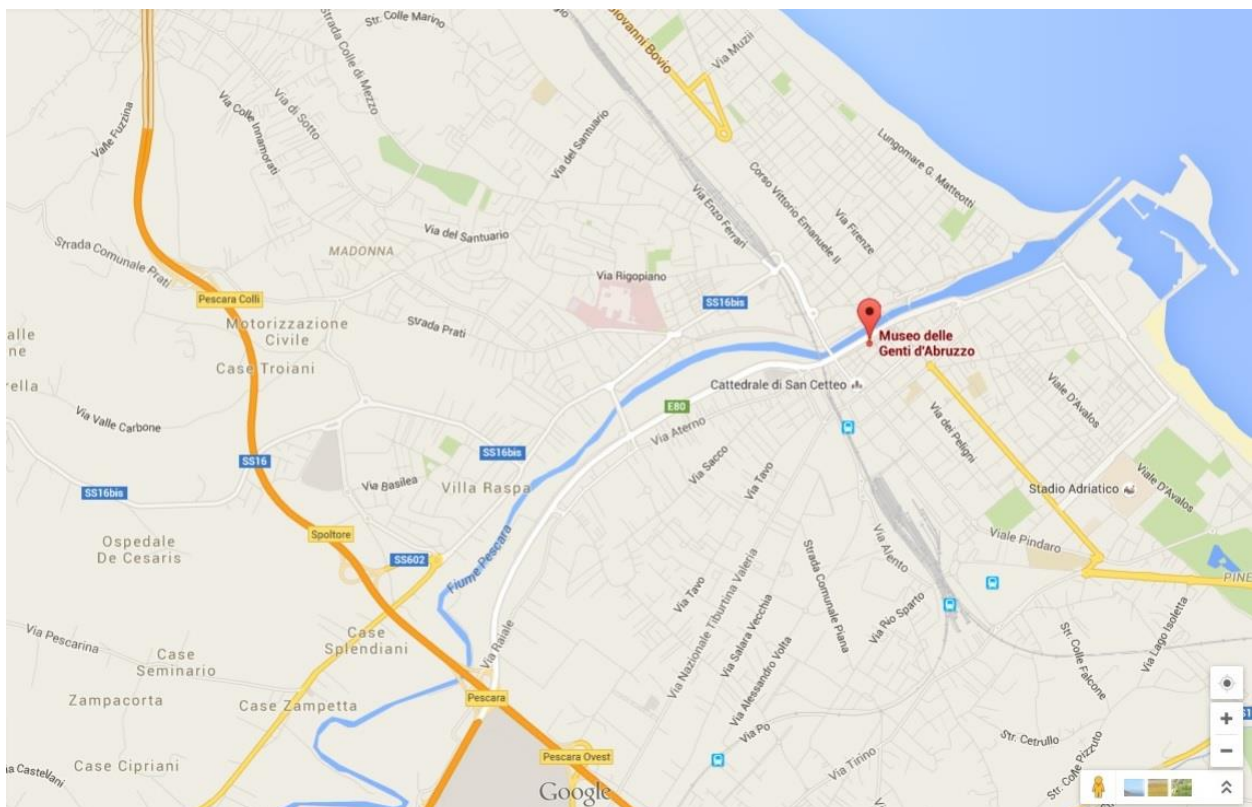 Str. Colle Marino
Giovanni Bovio
Via Muzii
Strada Colle di Mezzo
Valle Fuzzina
Via Colle Innamorati
Via di Sotto
Via del Santuario
Lungomare G. Matteotti
Corso Vittorio Emanuele II
Via Enzo Ferrari
Via Firenze
Via del Santuario
MADONNA
Strada Comunale Prati
Via Rigopiano
SS16bis
Pescara Colli
Motorizzazione
Civile
Strada Prati
Case Troiani
Museo delle
Genti d'Abruzzo
Cattedrale di San Cetteo
Via Valle Carbone
E80
Via Aterno
Viale D'Avalos
Via dei Peligni
SS16
SS16bis
Via Sacco
Via Tavo
SS16bis
Via Basilea
Villa Raspa
Stadio Adriatico
Viale D'Avalos
Ospedale
De Cesaris
Spoltore
SS602
Fiume Pescara
Via Alento
Viale Pindaro
PINE
Via Tavo
Via Nazionale Tiburtina Valeria
Via Salara Vecchia
Via Alessandro Volta
Strada Comunale Piana
Via Rio Sparto
Via Lago Isoletta
Str. Colle Falcone
Via Pescarina
Case
Seminario
Case
Splendiani
Via Raiale
Zampacorta
Case Zampetta
Pescara
Via Po
Str. Cetrullo
Str. Colle Pizzuto
Pescara Ovest
Via Tirino
Case Cipriani
Google